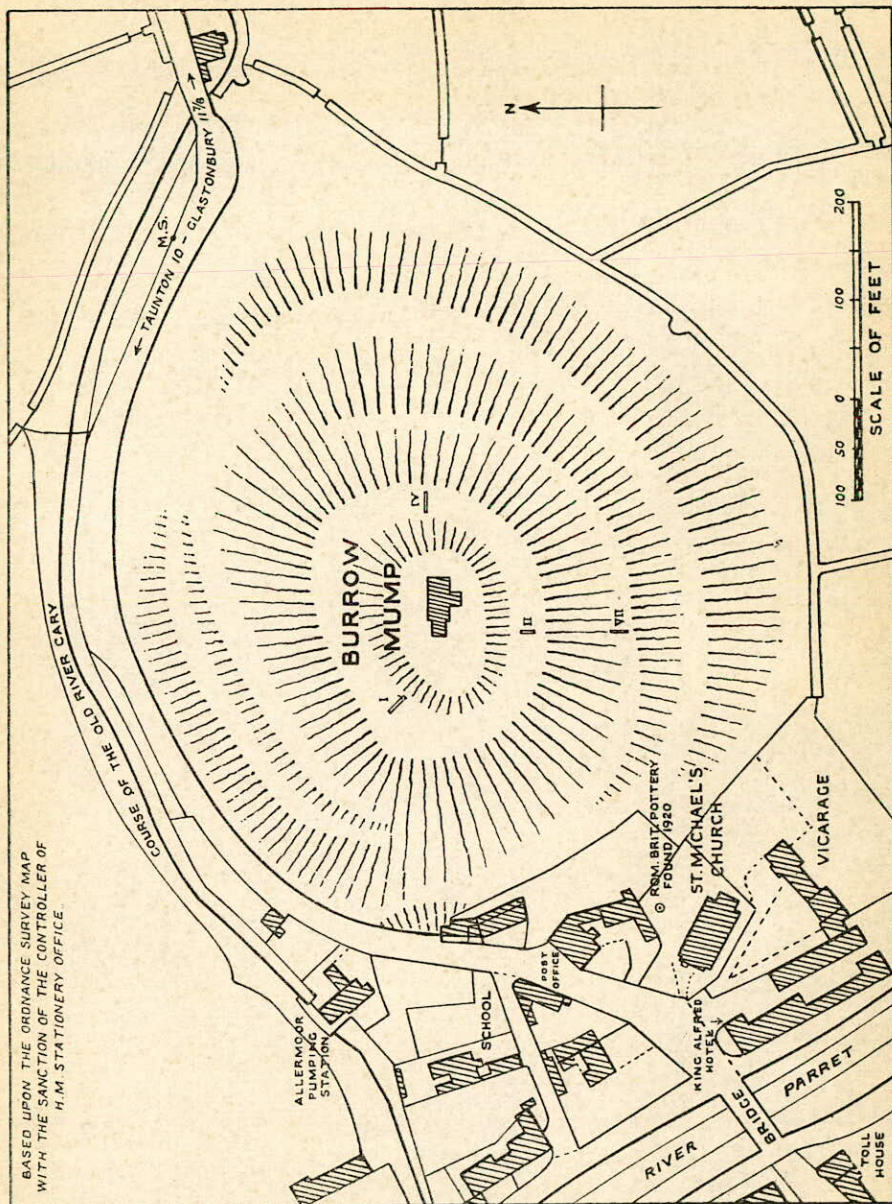 BASED UPON THE ORDNANCE SURVEY MAP
WITH THE SANCTION OF THE CONTROLLER OF
H.M. STATIONERY OFFICE.
COURSE OF THE OLD RIVER CARY
← TAUNTON 10 – GLASTONBURY 11 7/8 →
M.S.
N
BURROW
MUMP
I
IV
II
VII
ALLERMOOR
PUMPING
STATION
SCHOOL
POST
OFFICE
ROM. BRIT. POTTERY
FOUND 1920
ST. MICHAEL'S
CHURCH
VICARAGE
KING ALFRED
HOTEL
RIVER
BRIDGE
PARRET
TOLL
HOUSE
100 50 0 100 200
SCALE OF FEET